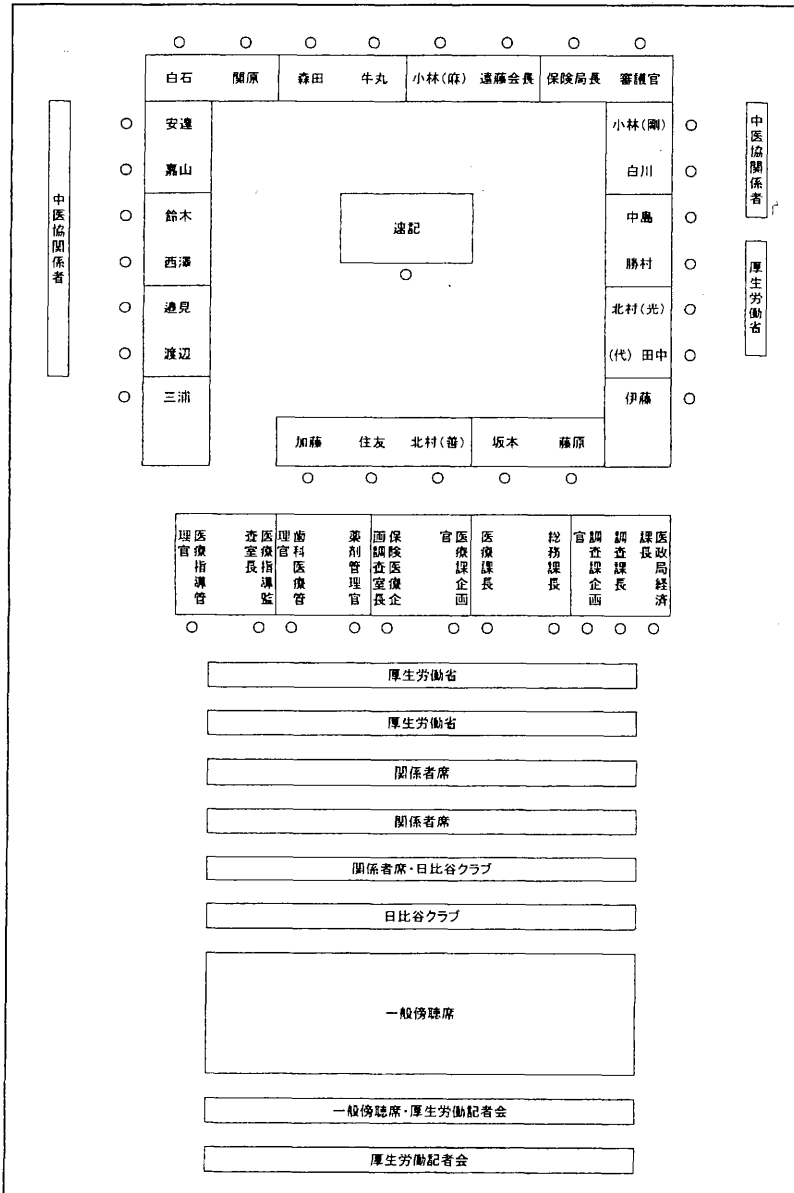 白石 関原 森田 牛丸 小林(麻) 遠藤会長 保険局長 審議官
中医協関係者
安達
嘉山
鈴木
西澤
邉見
渡辺
三浦
速記
小林(剛)
白川
中島
勝村
北村(光)
(代) 田中
伊藤
中医協関係者
厚生労働省
加藤 住友 北村(善) 坂本 藤原
医療指導管理官
医療指導監査室長
歯科医療管理官
薬剤管理官
保険医療企画調査室長
医療課企画官
医療課長
総務課長
調査課企画官
調査課長
医政局経済課長
厚生労働省
厚生労働省
関係者席
関係者席
関係者席・日比谷クラブ
日比谷クラブ
一般傍聴席
一般傍聴席・厚生労働記者会
厚生労働記者会